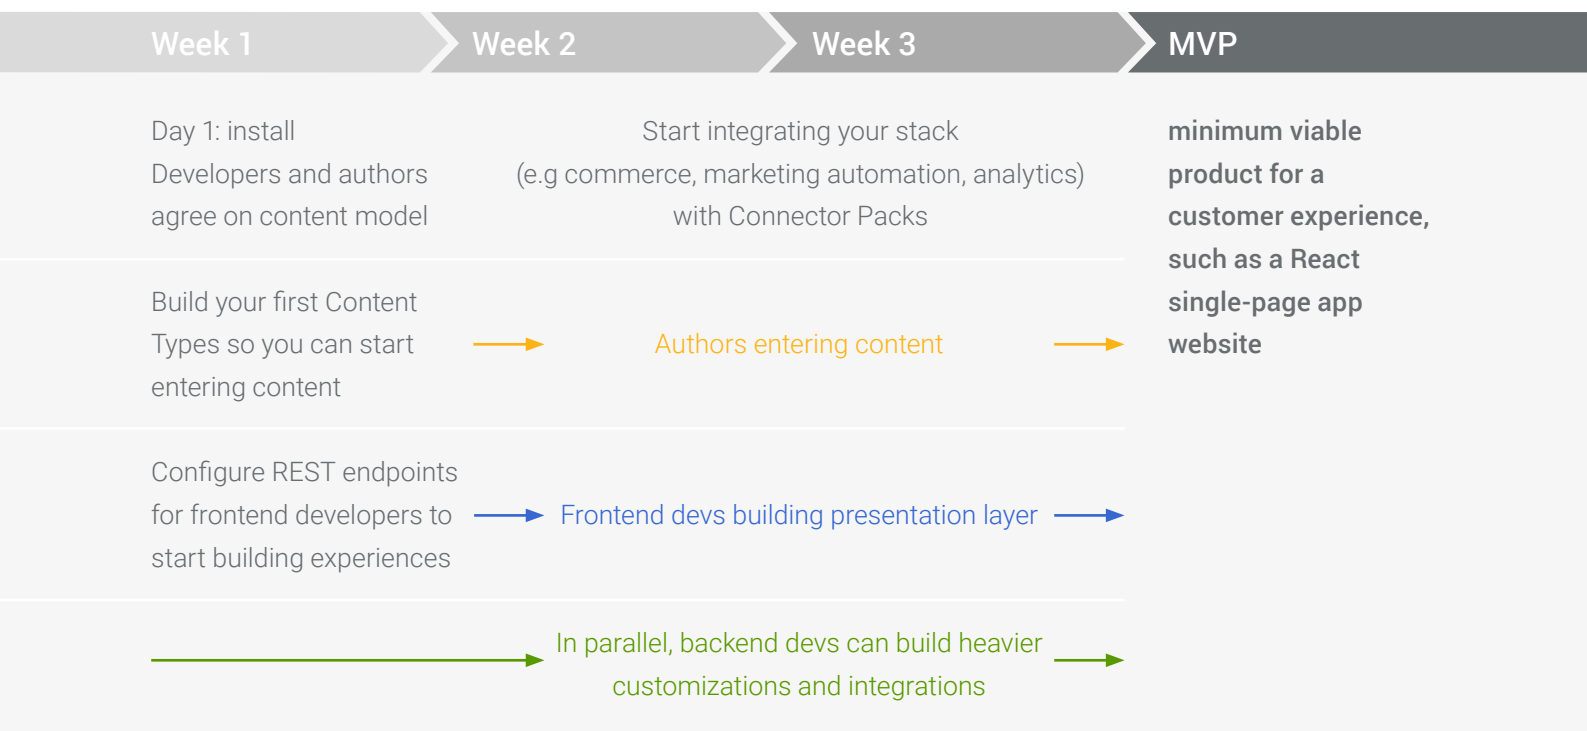 Week 1
Week 2
Week 3
MVP
Day 1: install
Developers and authors
agree on content model
Start integrating your stack
(e.g commerce, marketing automation, analytics)
with Connector Packs
minimum viable
product for a
customer experience,
such as a React
single-page app
website
Build your first Content
Types so you can start
entering content
Authors entering content
Configure REST endpoints
for frontend developers to
start building experiences
Frontend devs building presentation layer
In parallel, backend devs can build heavier
customizations and integrations